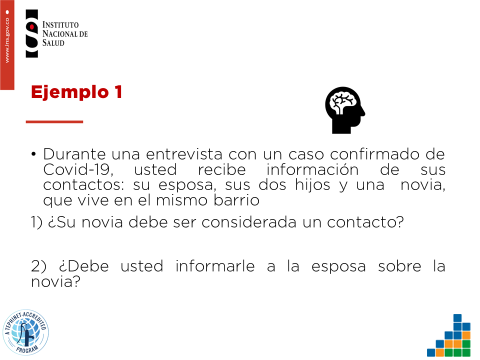 www.ins.gov.co
INSTITUTO
NACIONAL DE
SALUD
Ejemplo 1
• Durante una entrevista con un caso confirmado de
Covid-19, usted recibe información de sus
contactos: su esposa, sus dos hijos y una novia,
que vive en el mismo barrio
1) ¿Su novia debe ser considerada un contacto?
2) ¿Debe usted informarle a la esposa sobre la
novia?
A TEPHINET ACCREDITED
PROGRAM